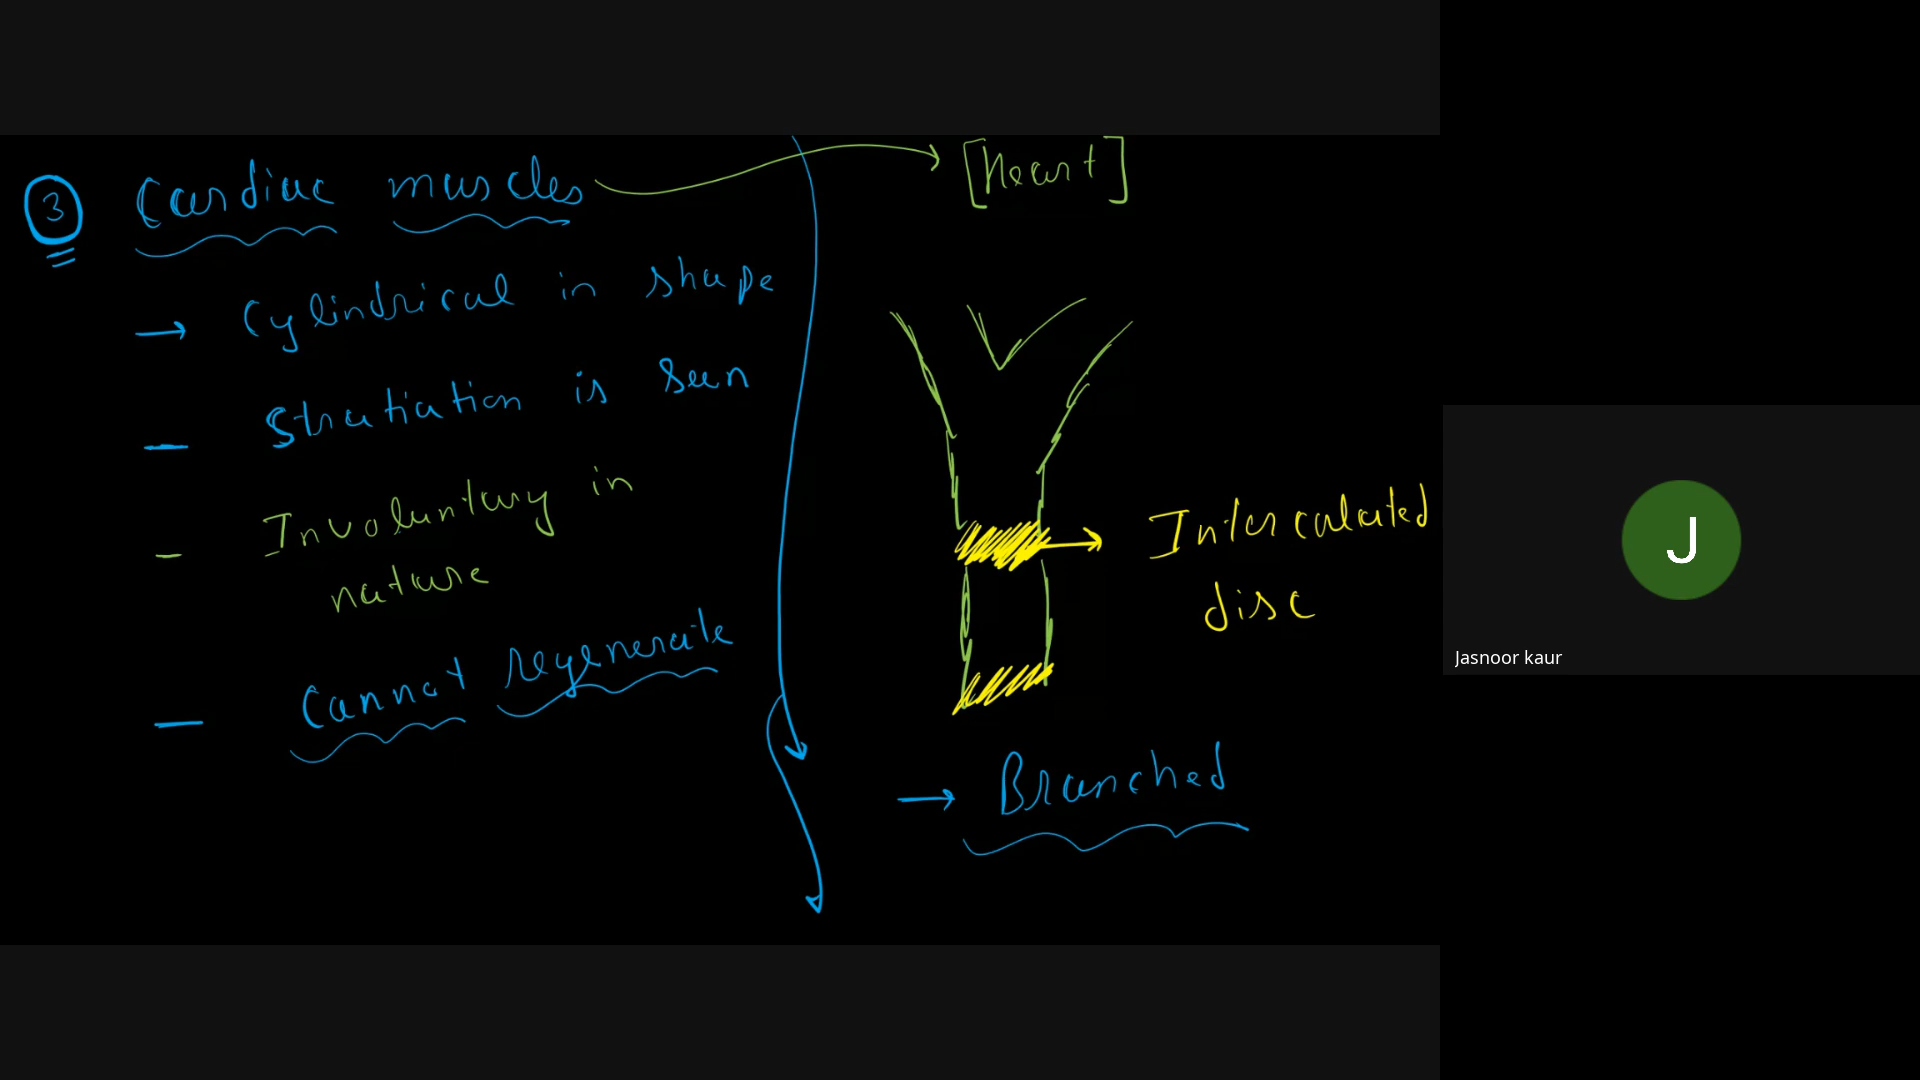 3 Cardiac muscles
[Heart]
→ Cylindrical in shape
— Stratiation is seen
— Involuntary in
nature
— Cannot regenerate
→ Intercalated
disc
→ Branched
J
Jasnoor kaur